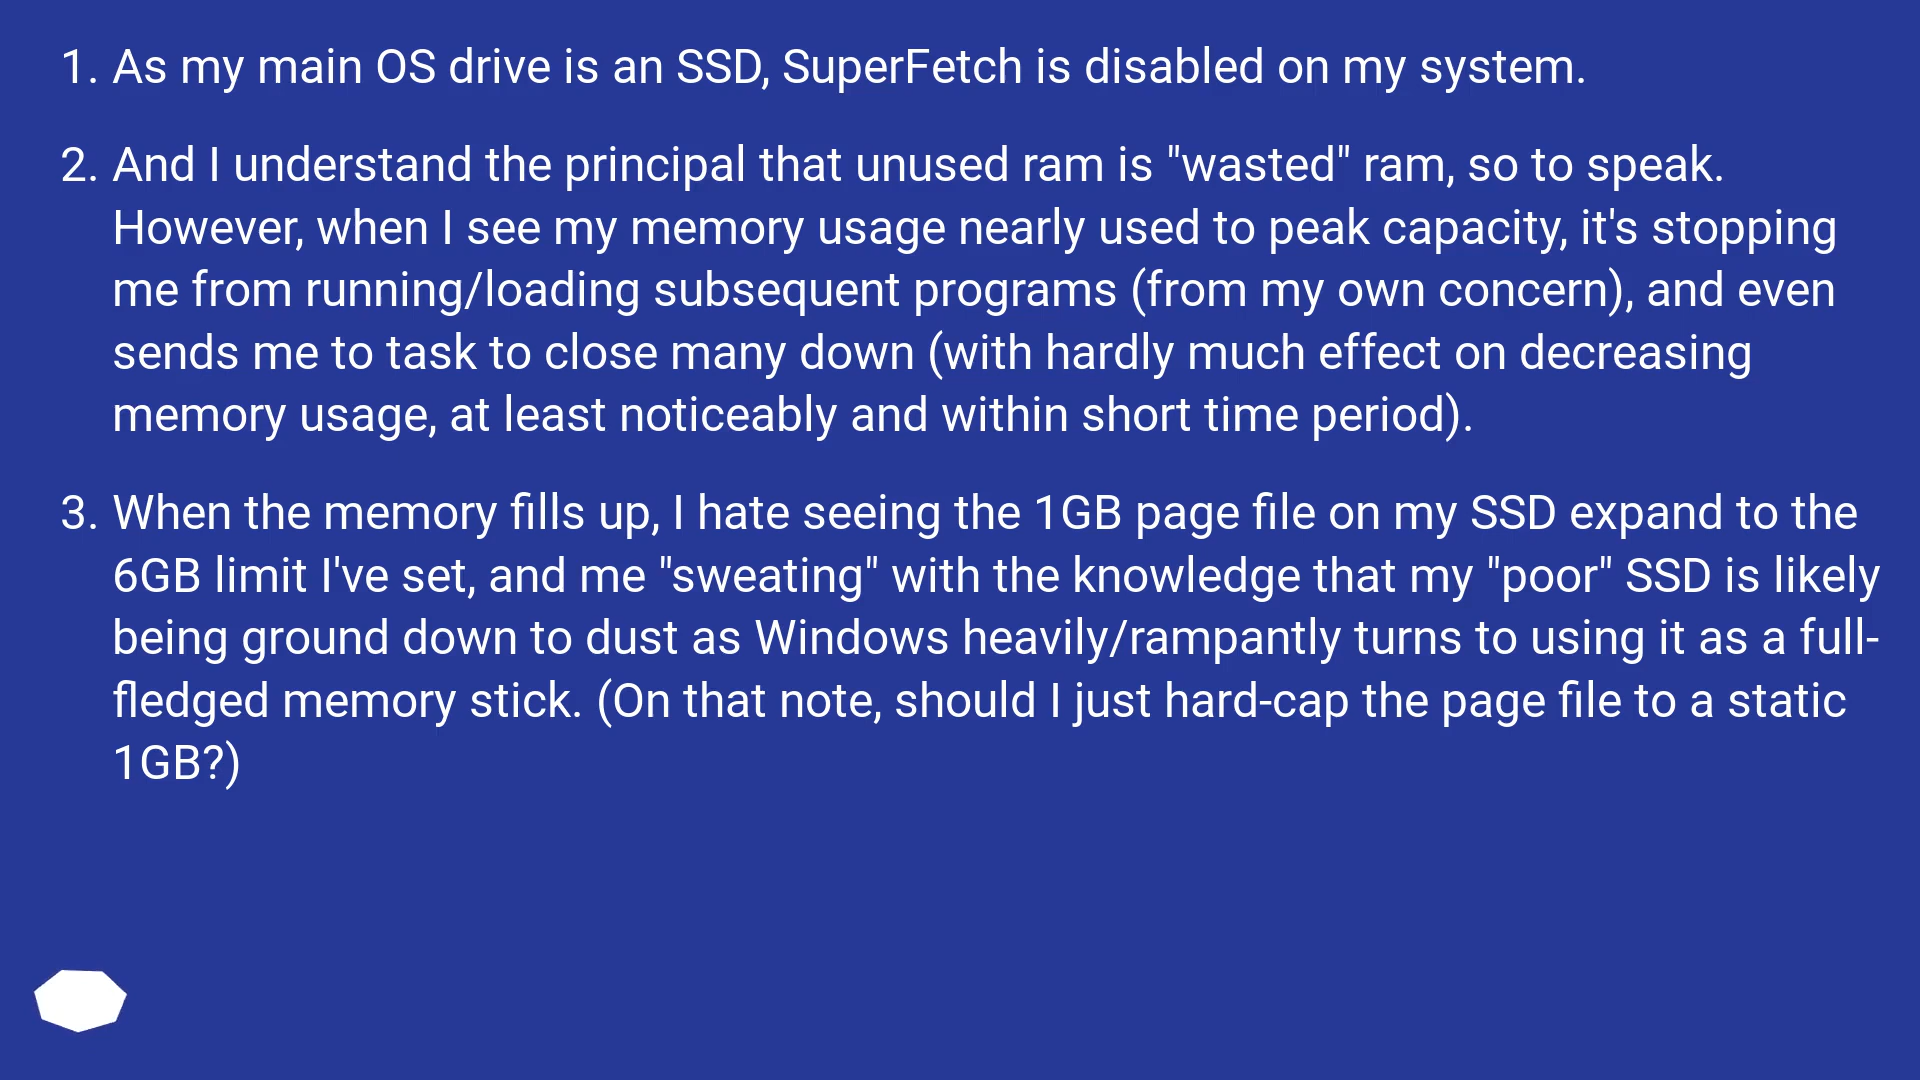 1. As my main OS drive is an SSD, SuperFetch is disabled on my system.
2. And I understand the principal that unused ram is "wasted" ram, so to speak.
However, when I see my memory usage nearly used to peak capacity, it's stopping
me from running/loading subsequent programs (from my own concern), and even
sends me to task to close many down (with hardly much effect on decreasing
memory usage, at least noticeably and within short time period).
3. When the memory fills up, I hate seeing the 1GB page file on my SSD expand to the
6GB limit I've set, and me "sweating" with the knowledge that my "poor" SSD is likely
being ground down to dust as Windows heavily/rampantly turns to using it as a full-
fledged memory stick. (On that note, should I just hard-cap the page file to a static
1GB?)